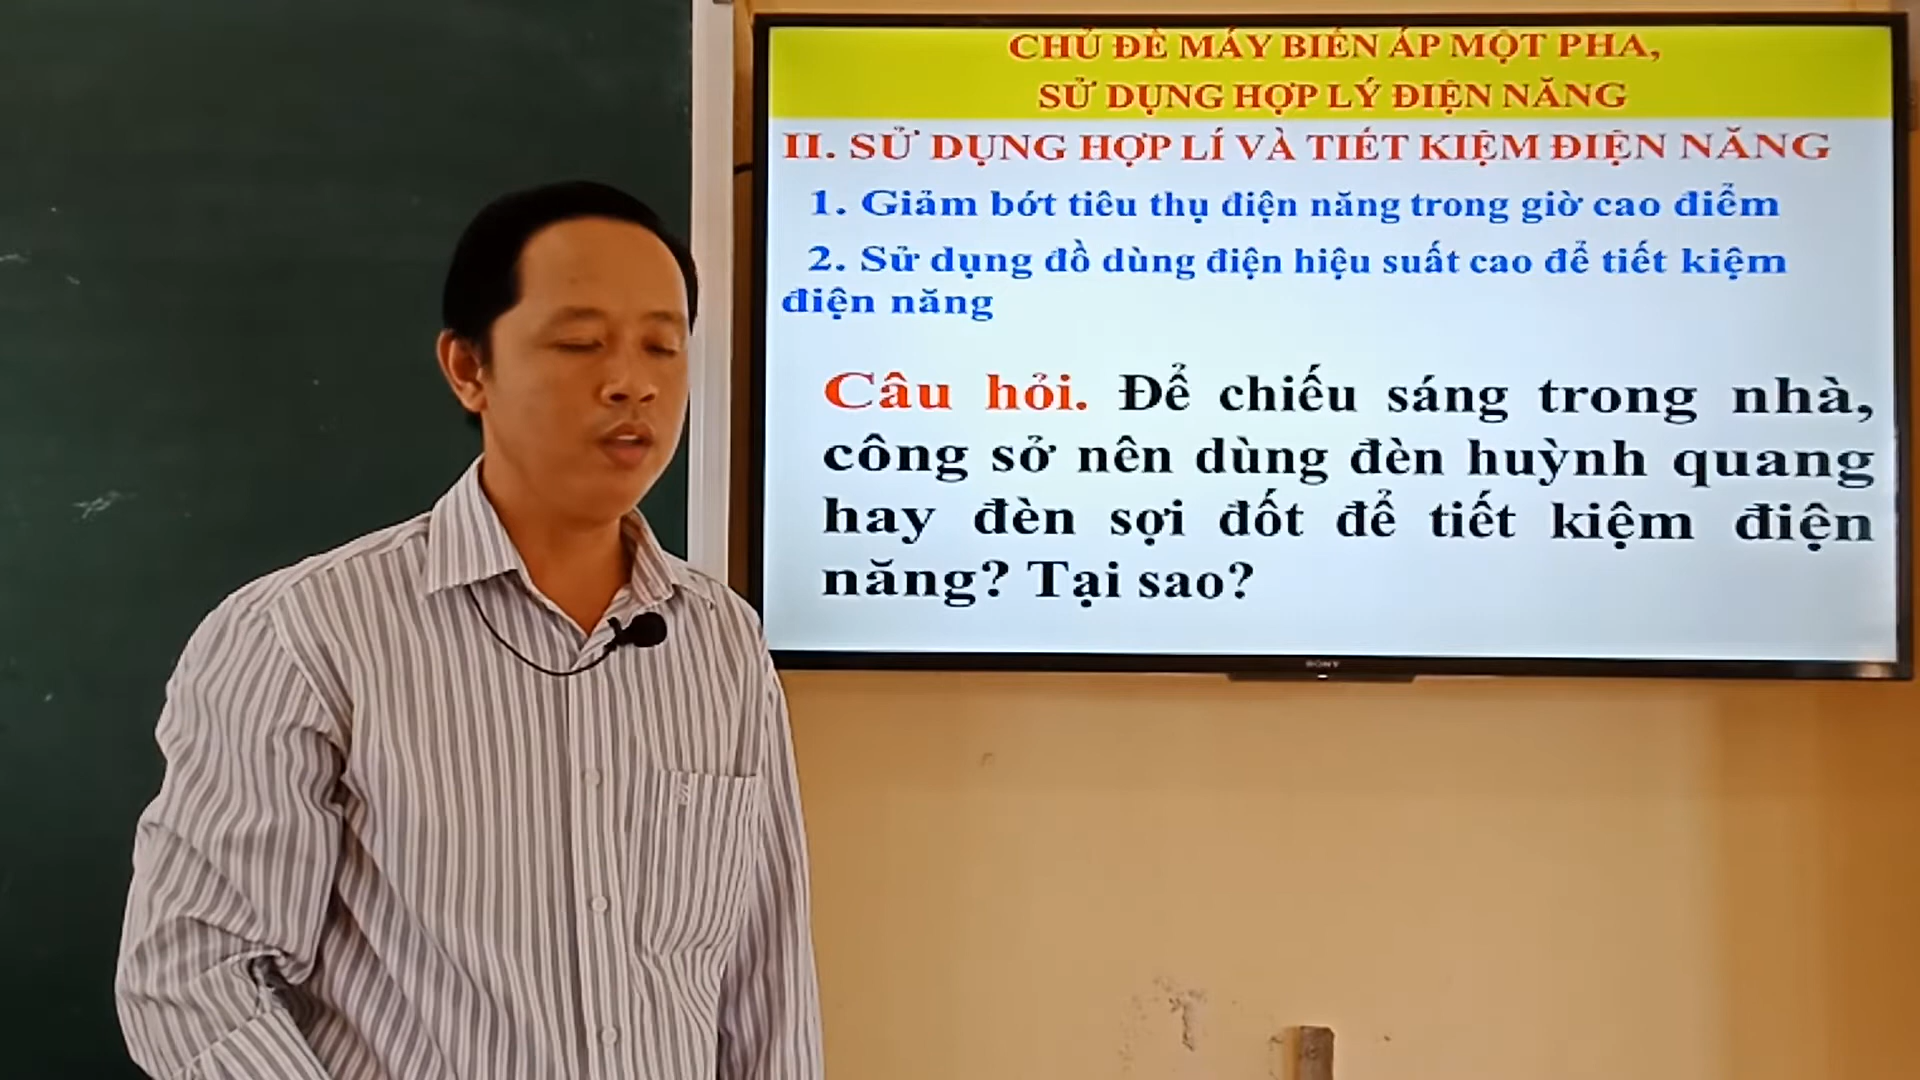 CHỦ ĐỀ MÁY BIẾN ÁP MỘT PHA,
SỬ DỤNG HỢP LÝ ĐIỆN NĂNG
II. SỬ DỤNG HỢP LÍ VÀ TIẾT KIỆM ĐIỆN NĂNG
1. Giảm bớt tiêu thụ điện năng trong giờ cao điểm
2. Sử dụng đồ dùng điện hiệu suất cao để tiết kiệm
điện năng
Câu hỏi. Để chiếu sáng trong nhà,
công sở nên dùng đèn huỳnh quang
hay đèn sợi đốt để tiết kiệm điện
năng? Tại sao?
SONY